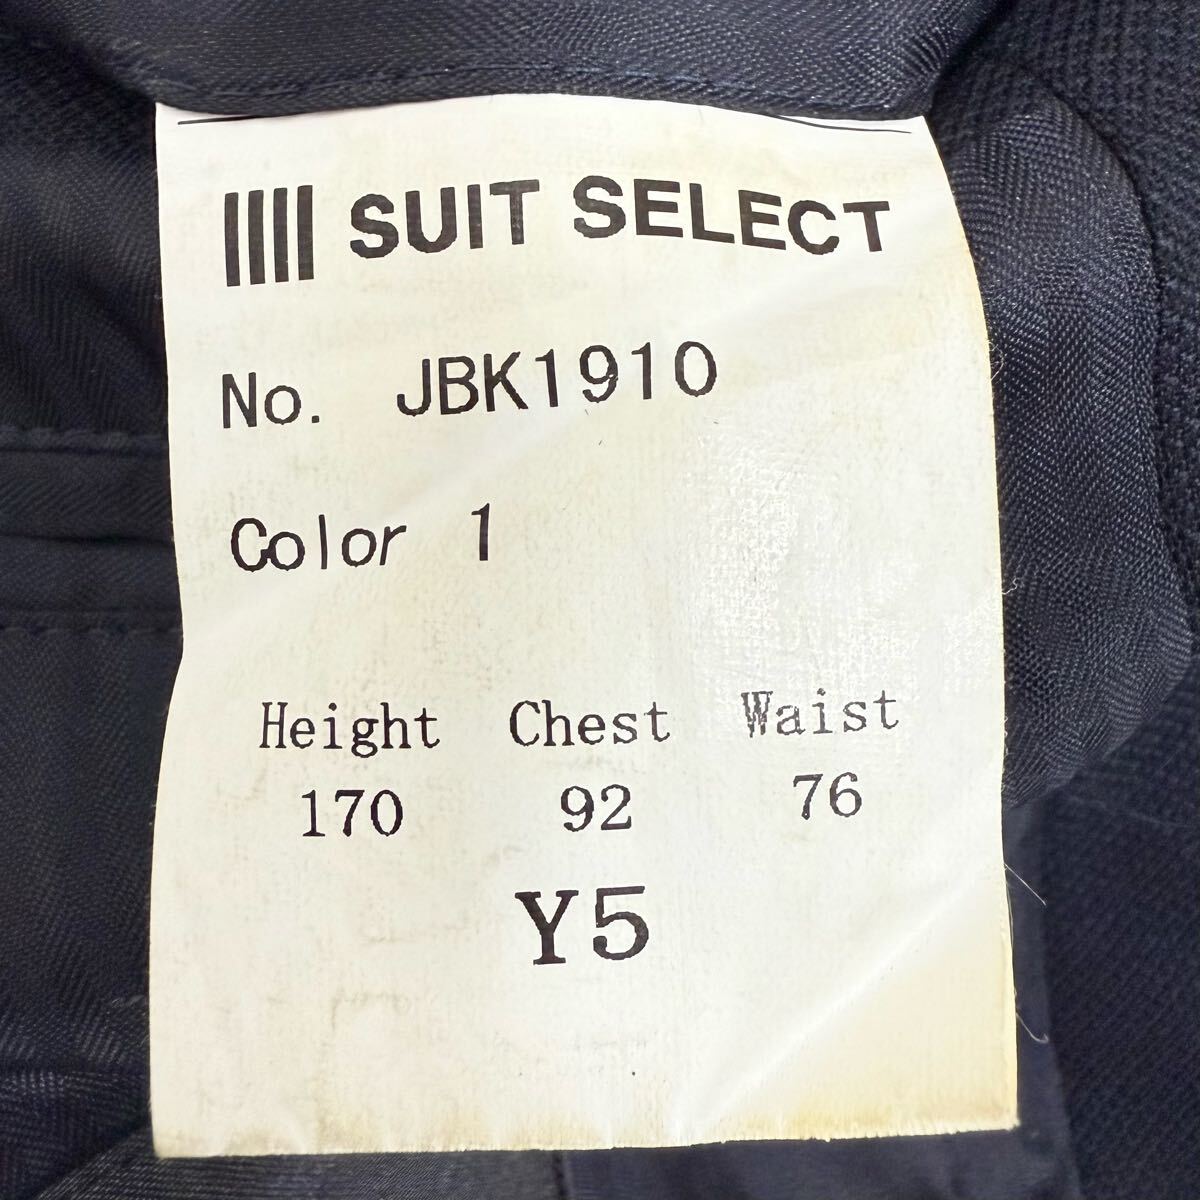 SUIT SELECT
No. JBK1910
Color 1
Height Chest Waist
170 92 76
Y5